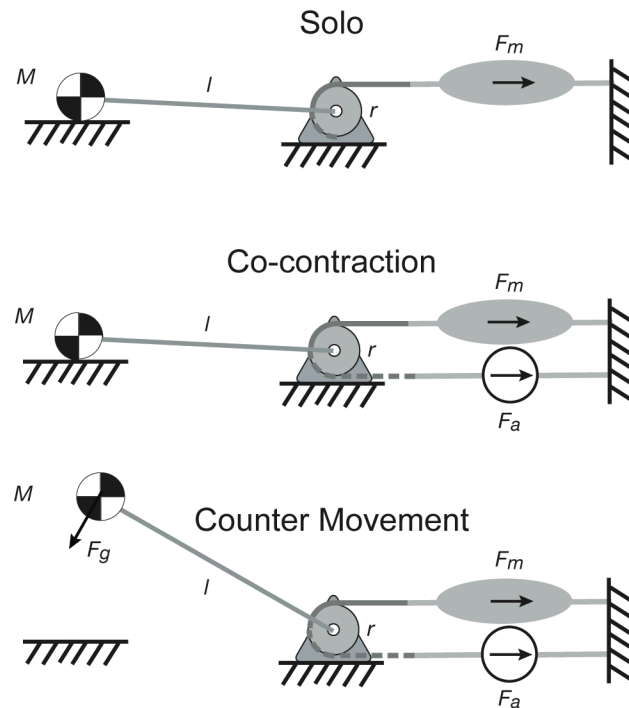 Solo
M
l
r
F_m
Co-contraction
M
l
r
F_m
F_a
Counter Movement
M
F_g
l
r
F_m
F_a